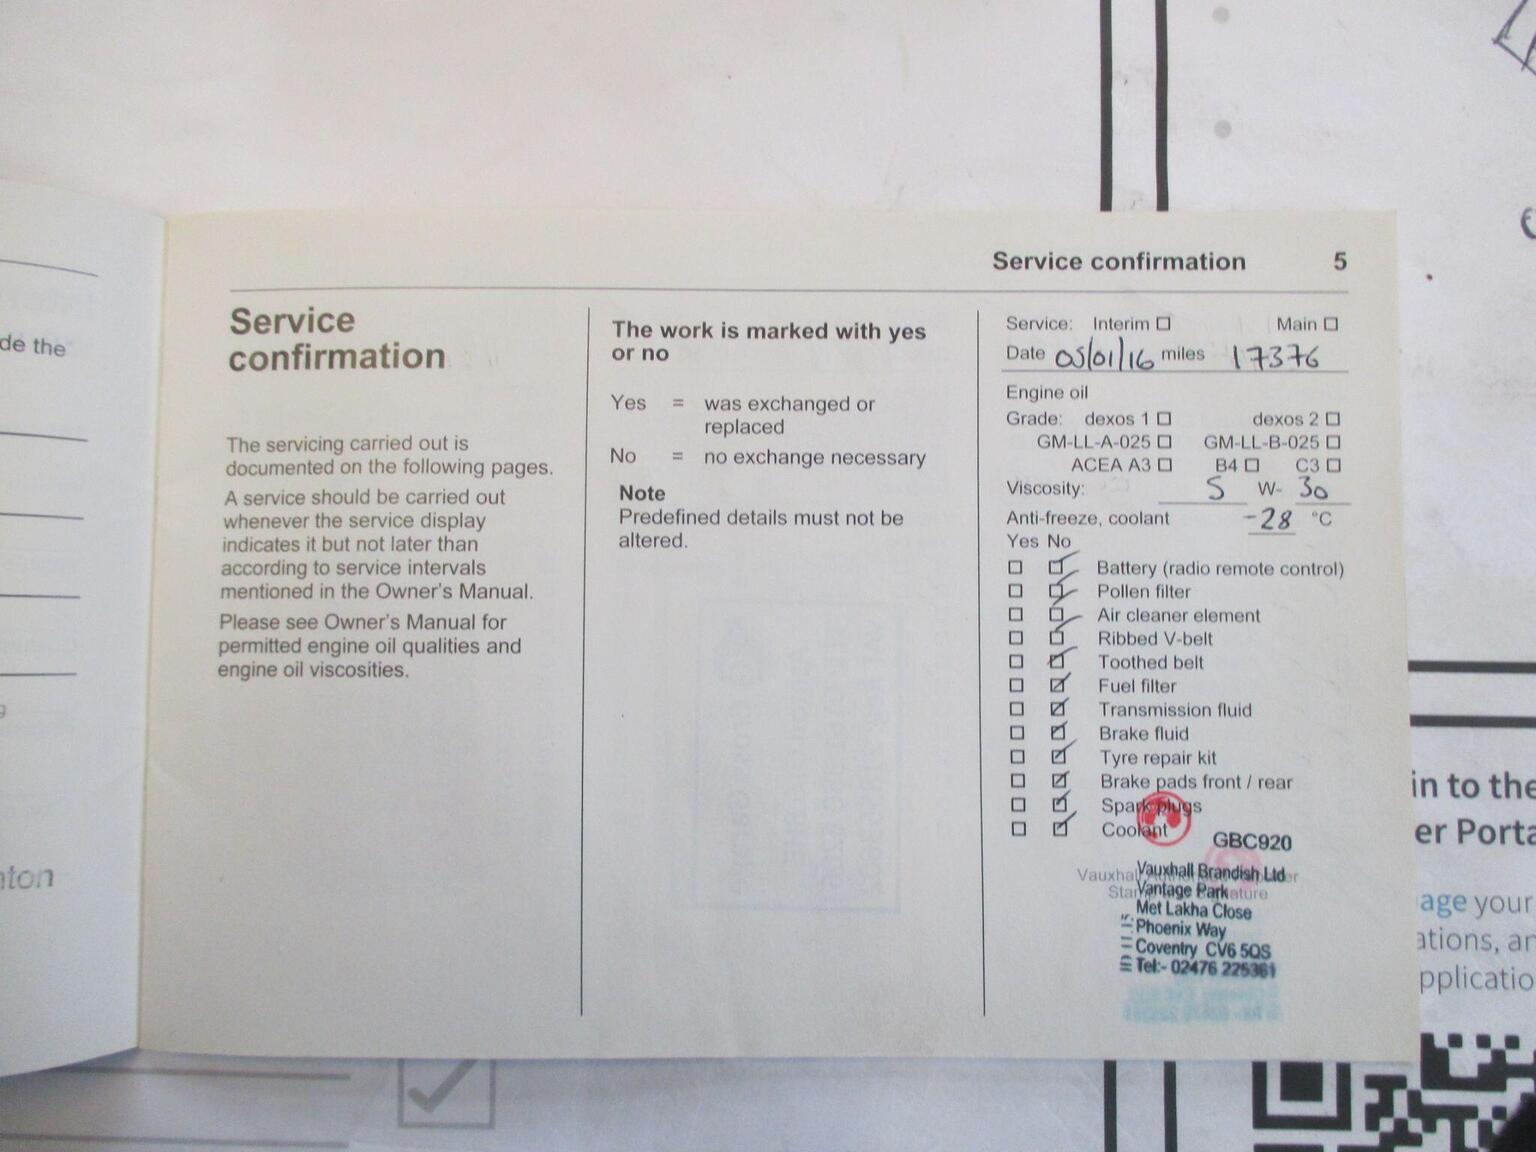 de the
ton
Service confirmation 5
Service
confirmation
The servicing carried out is
documented on the following pages.
A service should be carried out
whenever the service display
indicates it but not later than
according to service intervals
mentioned in the Owner's Manual.
Please see Owner's Manual for
permitted engine oil qualities and
engine oil viscosities.
The work is marked with yes
or no
Yes = was exchanged or
replaced
No = no exchange necessary
Note
Predefined details must not be
altered.
Service: Interim ☐ Main ☐
Date 05/01/16 miles 17376
Engine oil
Grade: dexos 1 ☐ dexos 2 ☐
GM-LL-A-025 ☐ GM-LL-B-025 ☐
ACEA A3 ☐ B4 ☐ C3 ☐
Viscosity: 5 W- 30
Anti-freeze, coolant -28 °C
Yes No
☐ ☑ Battery (radio remote control)
☐ ☑ Pollen filter
☐ ☑ Air cleaner element
☐ ☑ Ribbed V-belt
☐ ☑ Toothed belt
☐ ☑ Fuel filter
☐ ☑ Transmission fluid
☐ ☑ Brake fluid
☐ ☑ Tyre repair kit
☐ ☑ Brake pads front / rear
☐ ☑ Spark plugs
☐ ☑ Coolant
GBC920
Vauxhall Brandish Ltd
Vantage Park
Met Lakha Close
Phoenix Way
Coventry CV6 5QS
Tel:- 02476 225361
in to the
er Porta
age your
ations, an
pplicatio